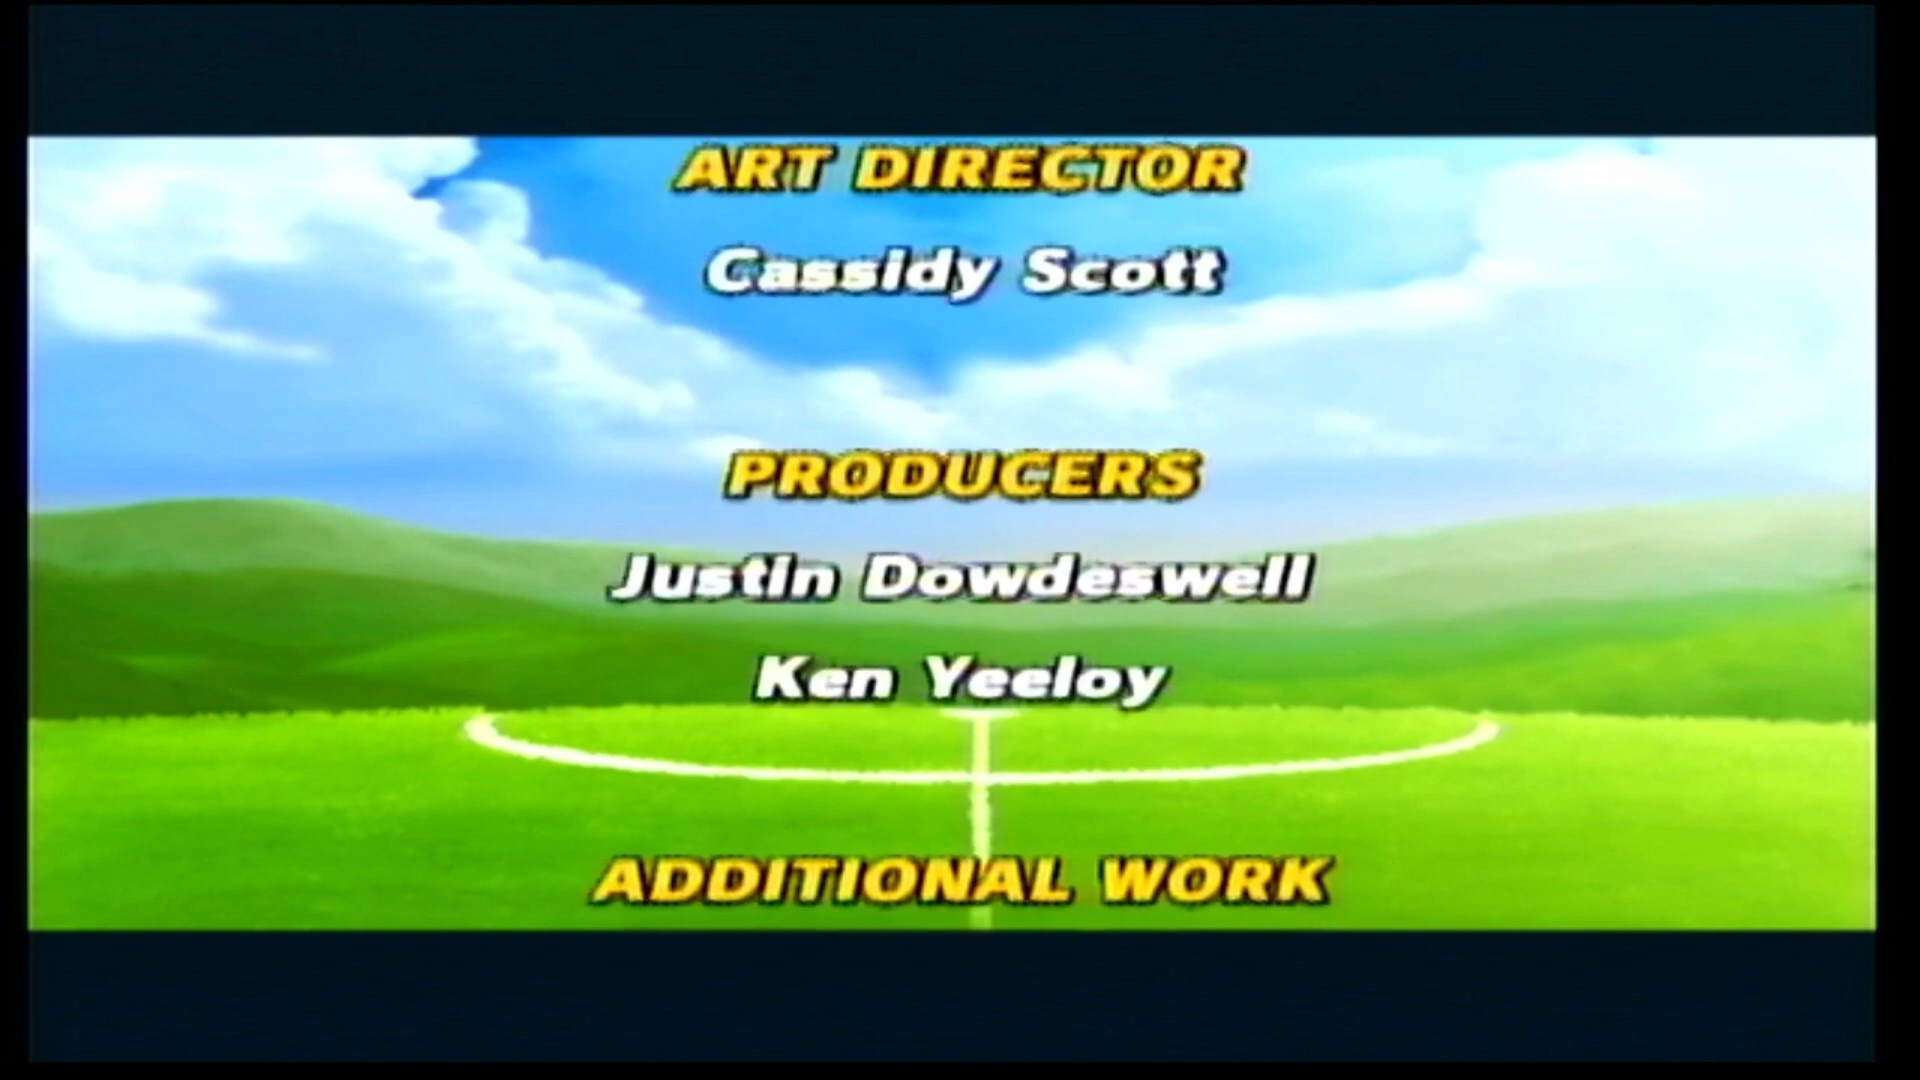 ART DIRECTOR
Cassidy Scott
PRODUCERS
Justin Dowdeswell
Ken Yeeloy
ADDITIONAL WORK